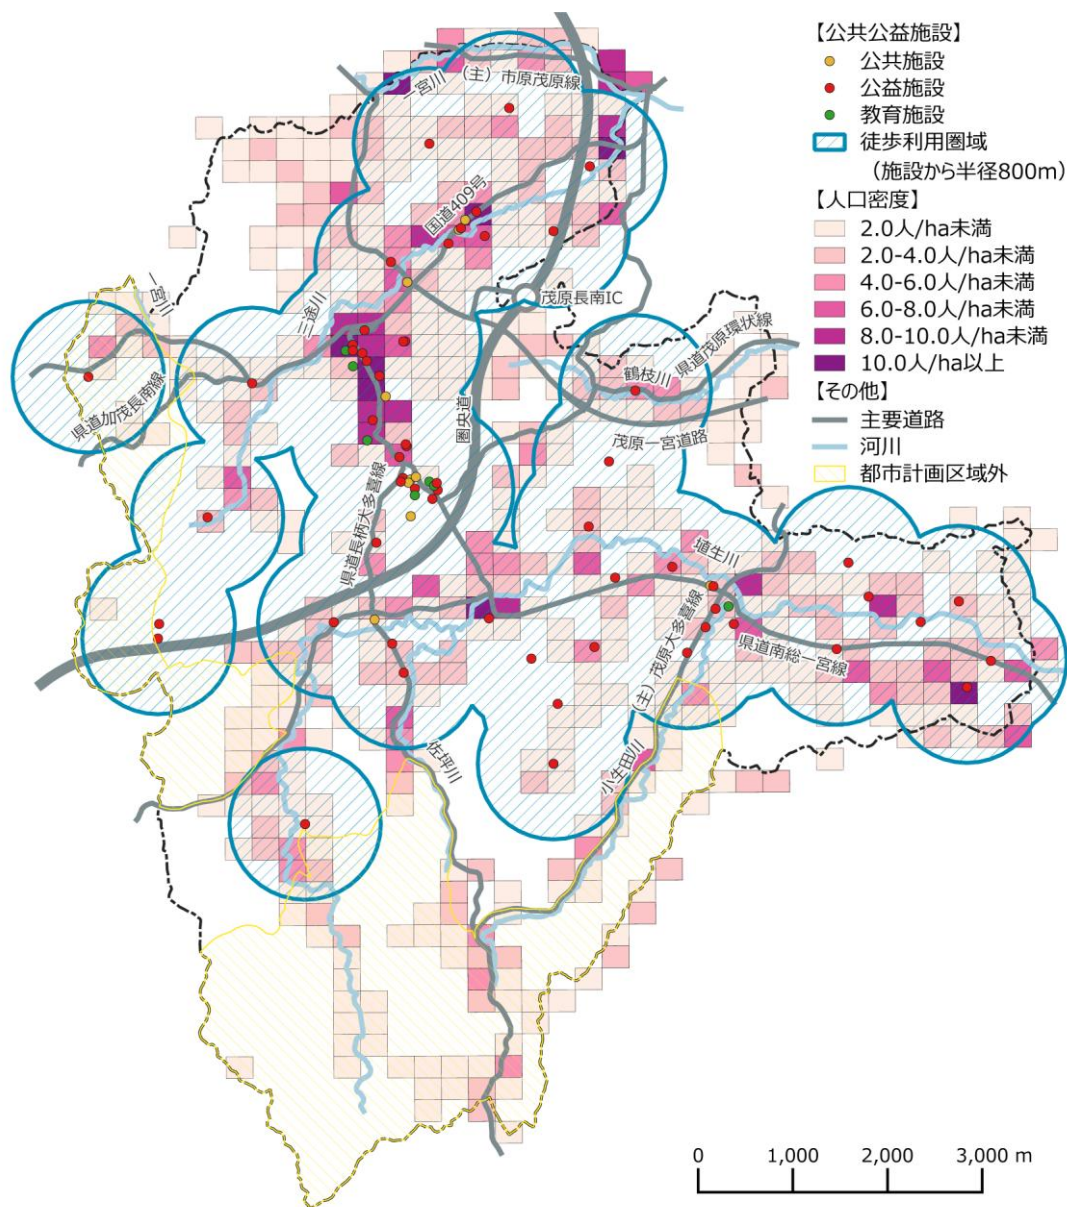 【公共公益施設】
公共施設
公益施設
教育施設
徒歩利用圏域
(施設から半径800m)
【人口密度】
2.0人/ha未満
2.0-4.0人/ha未満
4.0-6.0人/ha未満
6.0-8.0人/ha未満
8.0-10.0人/ha未満
10.0人/ha以上
【その他】
主要道路
河川
都市計画区域外
一宮川
(主)市原茂原線
国道409号
茂原長南IC
三途川
一宮川
県道加茂長南線
鶴枝川
県道茂原環状線
茂原一宮道路
圏央道
県道長柄大多喜線
埴生川
(主)茂原大多喜線
県道南総一宮線
佐坪川
小生田川
0 1,000 2,000 3,000 m